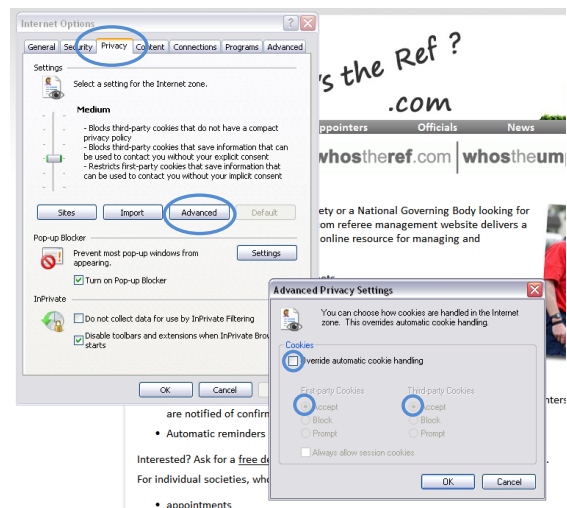 Internet Options
General Security Privacy Content Connections Programs Advanced
Settings
Select a setting for the Internet zone.
Medium
- Blocks third-party cookies that do not have a compact
privacy policy
- Blocks third-party cookies that save information that can
be used to contact you without your explicit consent
- Restricts first-party cookies that save information that
can be used to contact you without your implicit consent
Sites Import Advanced Default
Pop-up Blocker
Prevent most pop-up windows from
appearing.
Settings
Turn on Pop-up Blocker
InPrivate
Do not collect data for use by InPrivate Filtering
Disable toolbars and extensions when InPrivate Brow
starts
OK Cancel
's the Ref ?
.com
ppointers Officials News
whostheref.com whostheum
ety or a National Governing Body looking for
om referee management website delivers a
online resource for managing and
Advanced Privacy Settings
You can choose how cookies are handled in the Internet
zone. This overrides automatic cookie handling.
Cookies
Override automatic cookie handling
First-party Cookies Third-party Cookies
Accept Accept
Block Block
Prompt Prompt
Always allow session cookies
OK Cancel
are notified of confirm
• Automatic reminders
Interested? Ask for a free de
For individual societies, who
• appointments